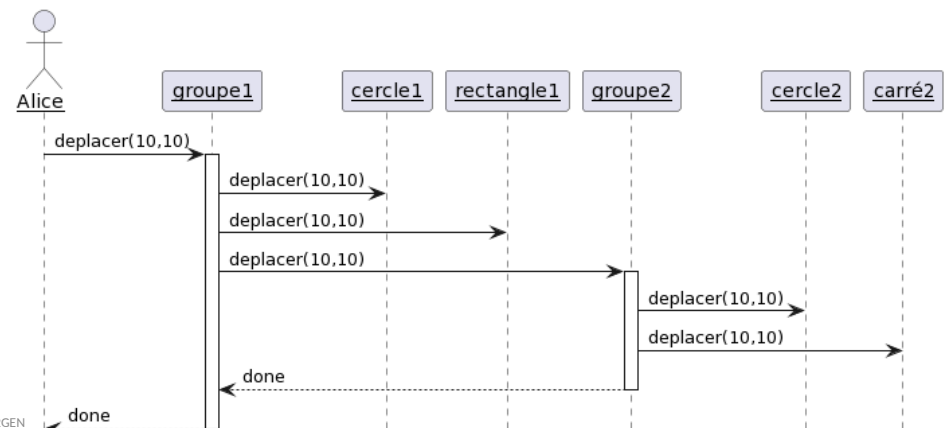 Alice
groupe1
cercle1
rectangle1
groupe2
cercle2
carré2
deplacer(10,10)
deplacer(10,10)
deplacer(10,10)
deplacer(10,10)
deplacer(10,10)
deplacer(10,10)
done
done
GEN